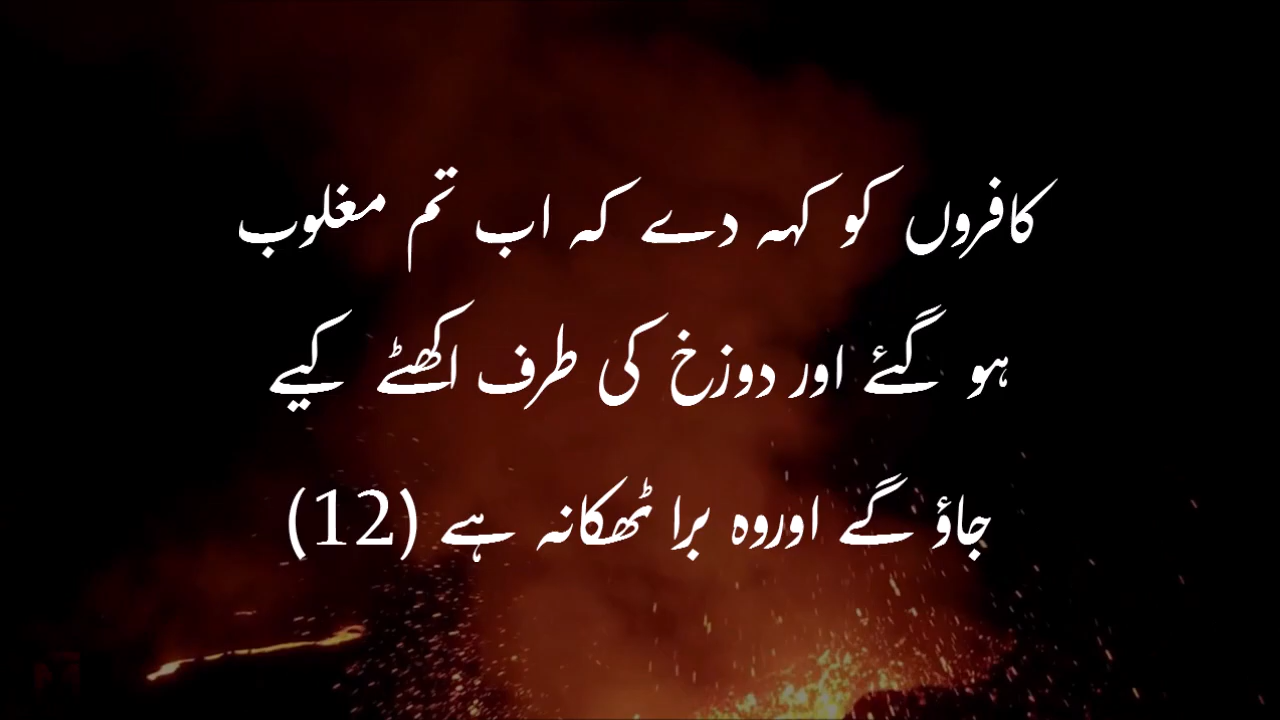 کافروں کو کہہ دے کہ اب تم مغلوب
ہو گئے اور دوزخ کی طرف اکھٹے کیے
جاؤ گے اوروہ برا ٹھکانہ ہے (12)